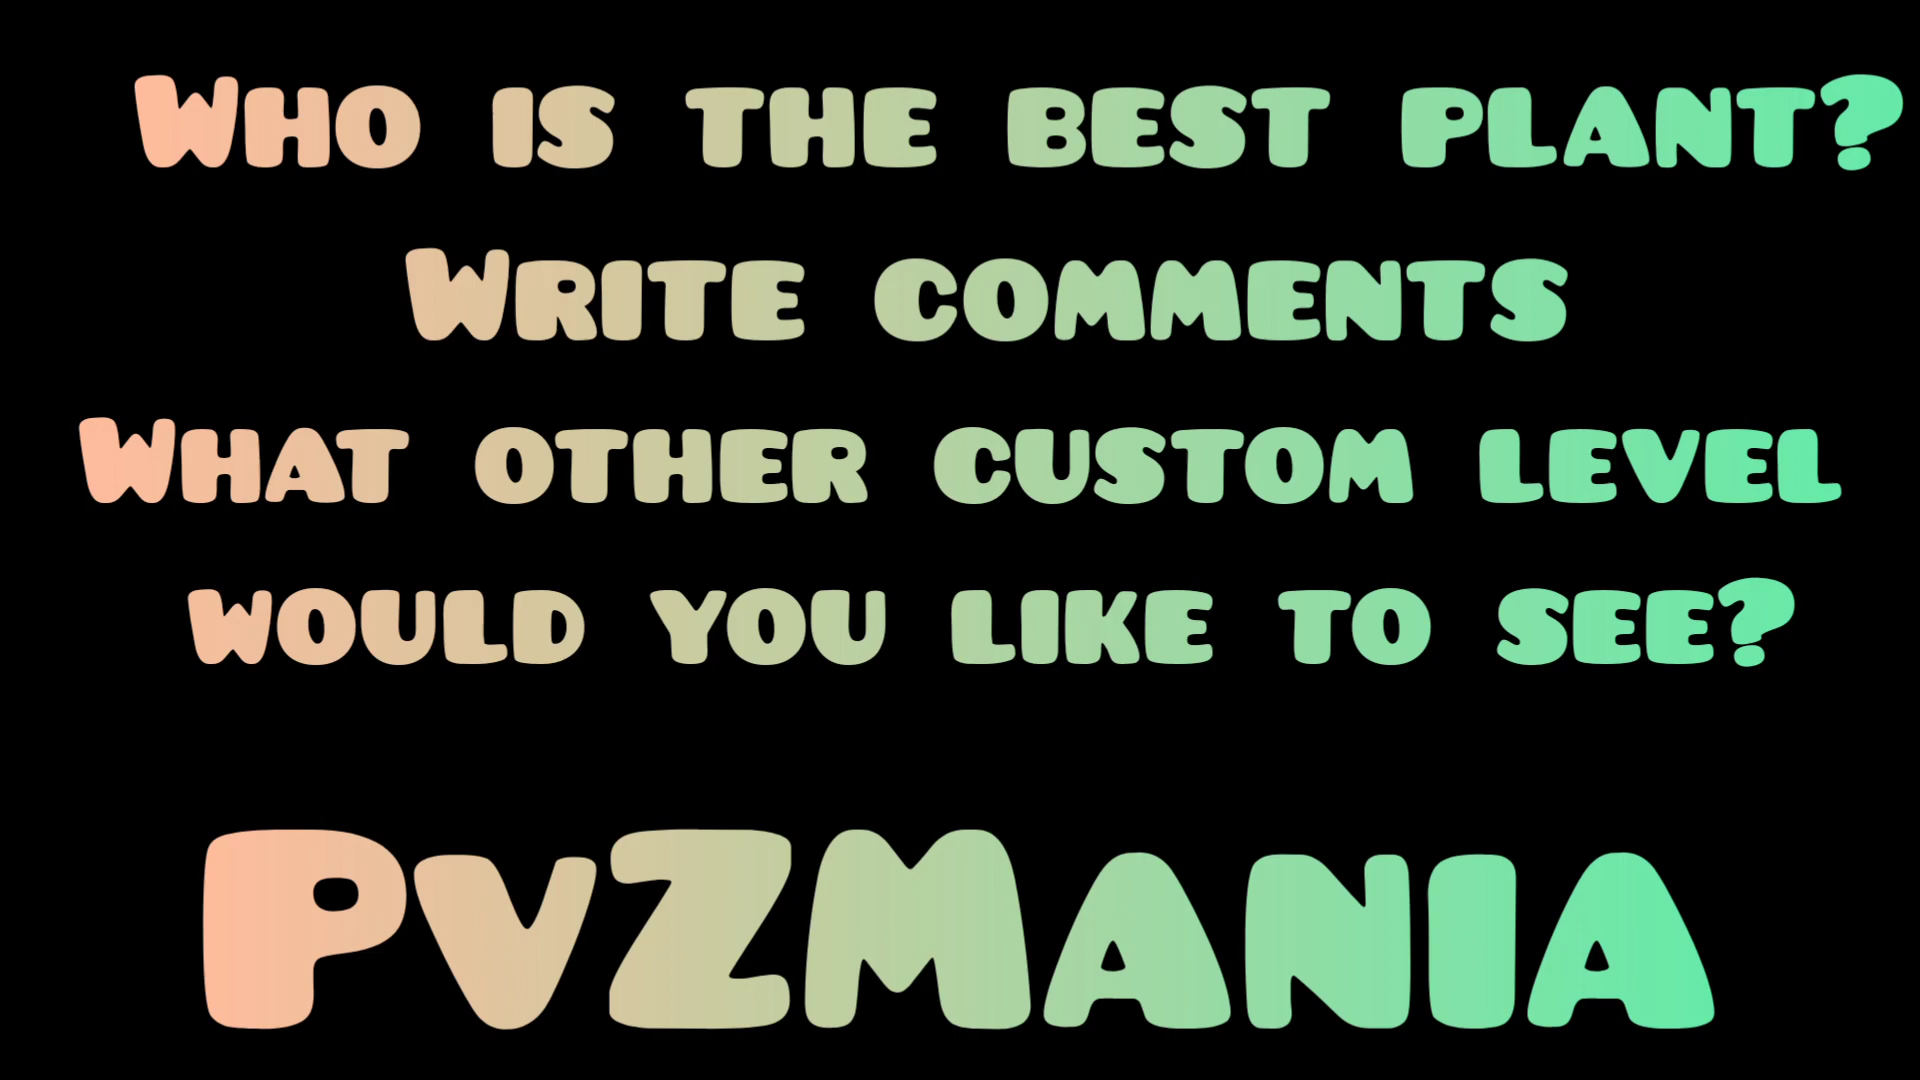 Who is the best plant?
Write comments
What other custom level
would you like to see?
PvZMania